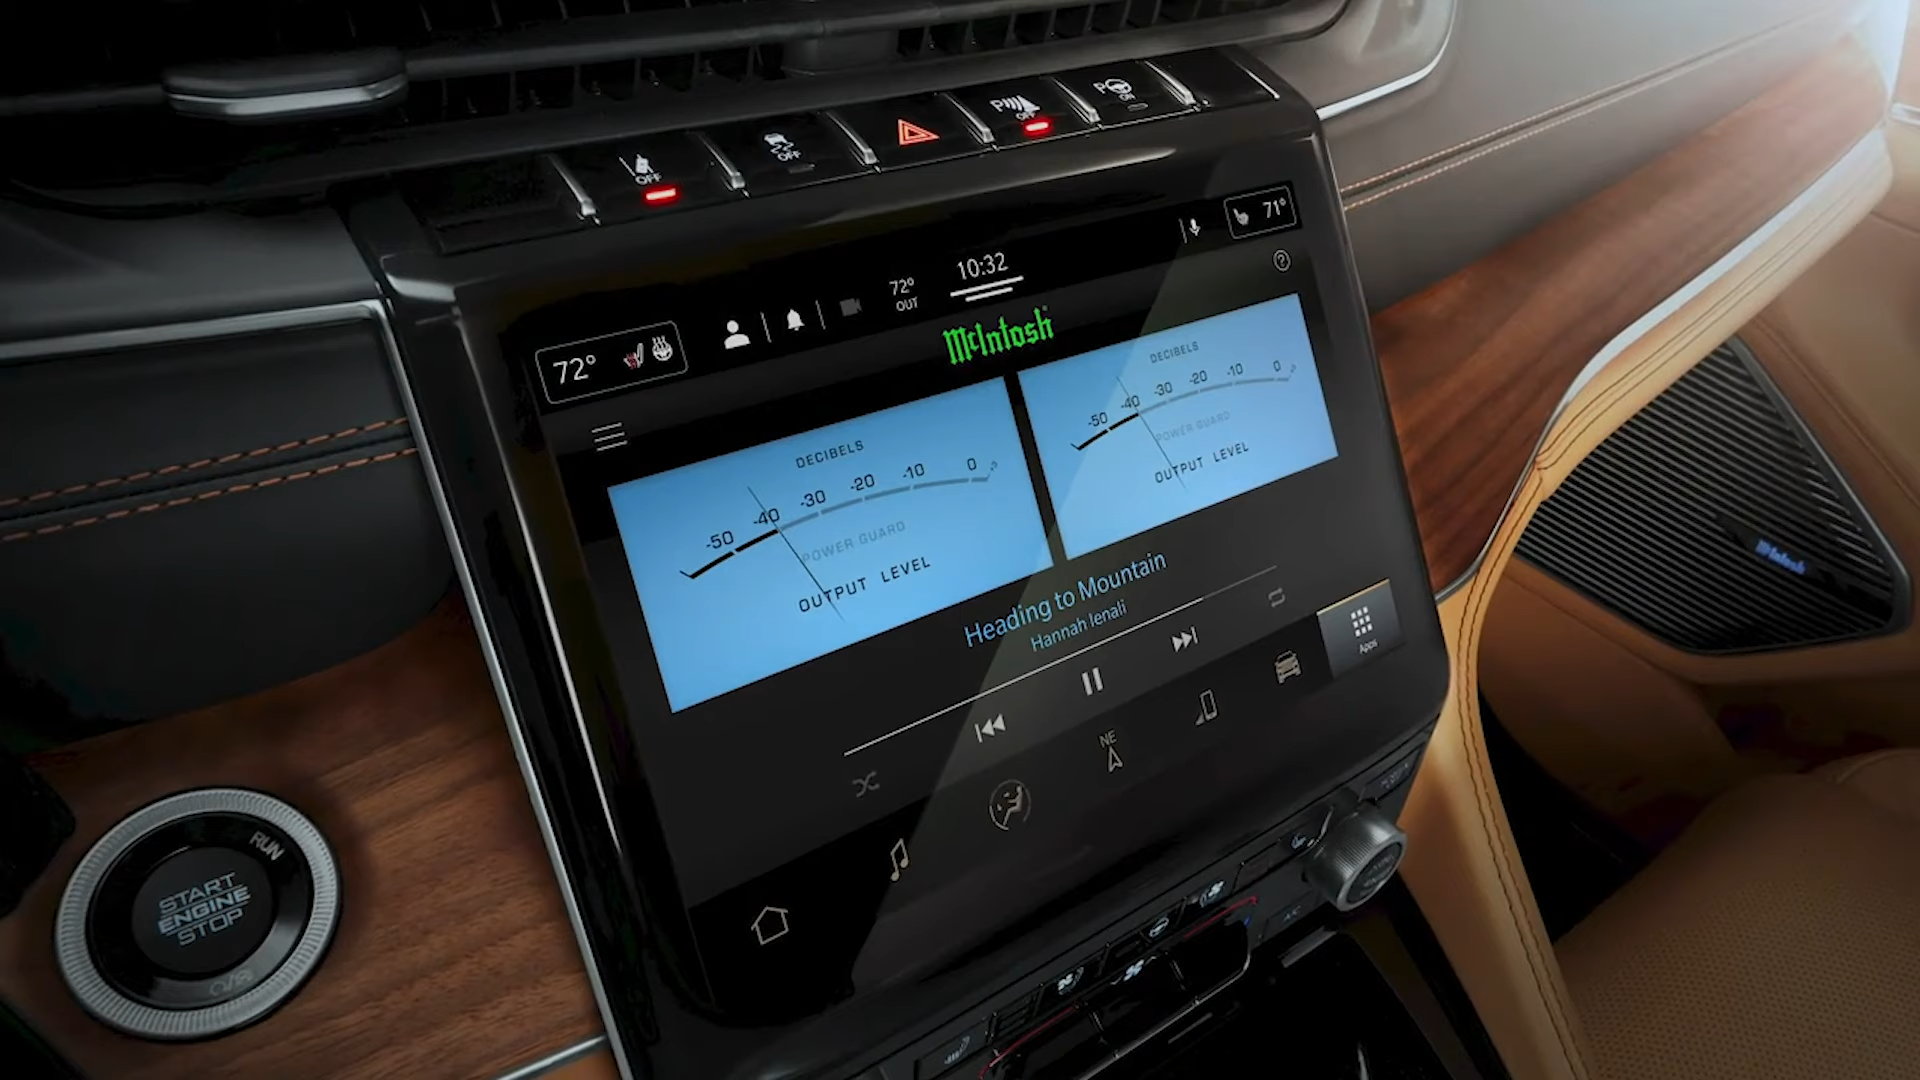 OFF
OFF
P OFF
P ON
71°
10:32
72° OUT
McIntosh
72°
DECIBELS
-50 -40 -30 -20 -10 0
POWER GUARD
OUTPUT LEVEL
DECIBELS
-50 -40 -30 -20 -10 0
POWER GUARD
OUTPUT LEVEL
Heading to Mountain
Hannah Ienali
Apps
NE
McIntosh
RUN
START
ENGINE
STOP
A/C